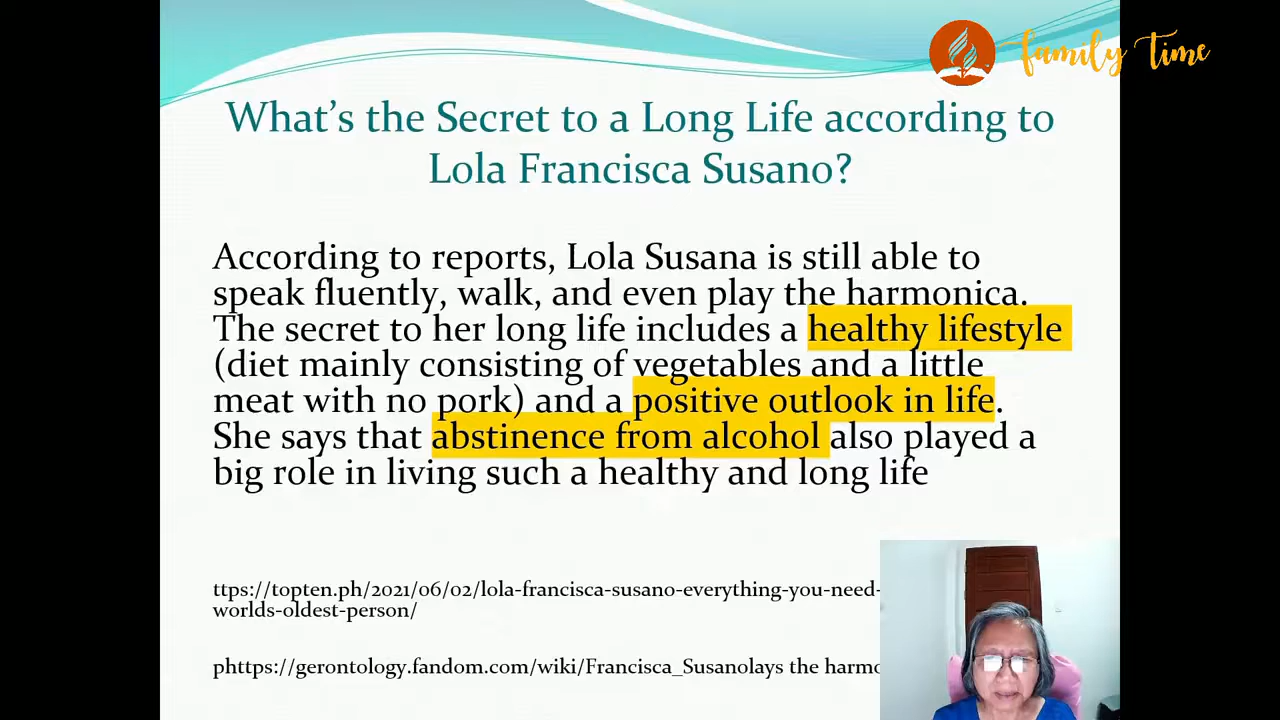 family Time
What's the Secret to a Long Life according to
Lola Francisca Susano?
According to reports, Lola Susana is still able to
speak fluently, walk, and even play the harmonica.
The secret to her long life includes a healthy lifestyle
(diet mainly consisting of vegetables and a little
meat with no pork) and a positive outlook in life.
She says that abstinence from alcohol also played a
big role in living such a healthy and long life
ttps://topten.ph/2021/06/02/lola-francisca-susano-everything-you-need-
worlds-oldest-person/
phttps://gerontology.fandom.com/wiki/Francisca_Susanolays the harmo